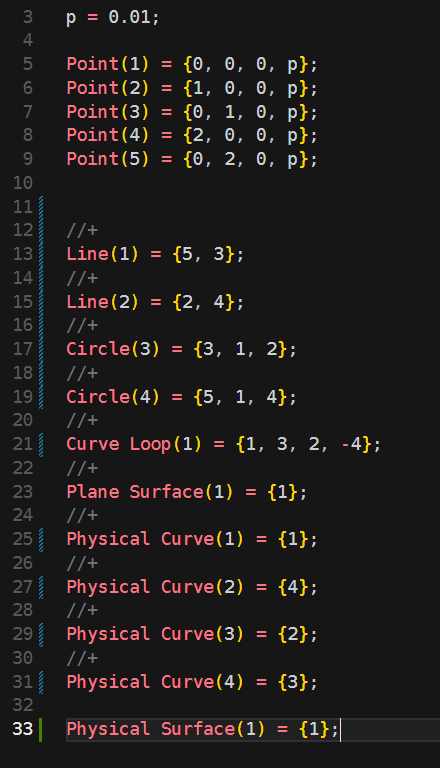 3 p = 0.01;
4
5 Point(1) = {0, 0, 0, p};
6 Point(2) = {1, 0, 0, p};
7 Point(3) = {0, 1, 0, p};
8 Point(4) = {2, 0, 0, p};
9 Point(5) = {0, 2, 0, p};
10
11
12 //+
13 Line(1) = {5, 3};
14 //+
15 Line(2) = {2, 4};
16 //+
17 Circle(3) = {3, 1, 2};
18 //+
19 Circle(4) = {5, 1, 4};
20 //+
21 Curve Loop(1) = {1, 3, 2, -4};
22 //+
23 Plane Surface(1) = {1};
24 //+
25 Physical Curve(1) = {1};
26 //+
27 Physical Curve(2) = {4};
28 //+
29 Physical Curve(3) = {2};
30 //+
31 Physical Curve(4) = {3};
32
33 Physical Surface(1) = {1};